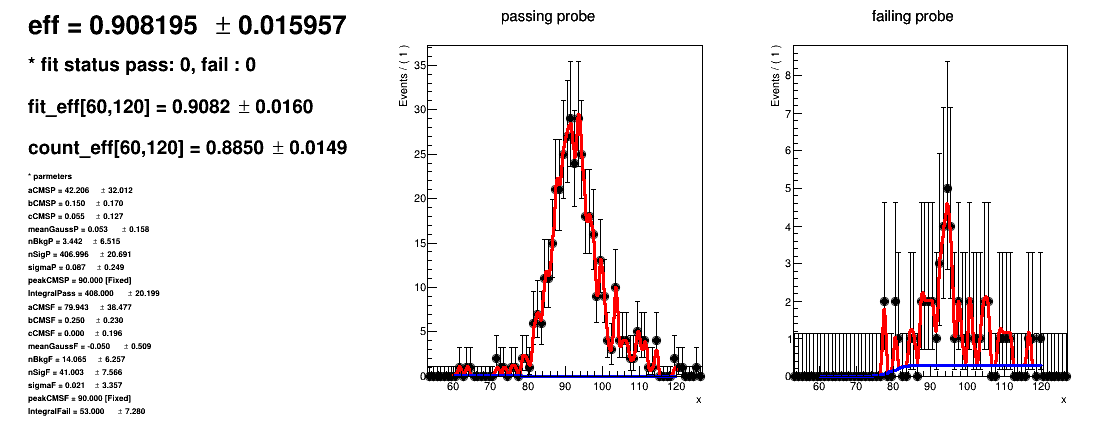 eff = 0.908195 ± 0.015957
* fit status pass: 0, fail : 0
fit_eff[60,120] = 0.9082 ± 0.0160
count_eff[60,120] = 0.8850 ± 0.0149
* parmeters
aCMSP = 42.206 ± 32.012
bCMSP = 0.150 ± 0.170
cCMSP = 0.055 ± 0.127
meanGaussP = 0.053 ± 0.158
nBkgP = 3.442 ± 6.515
nSigP = 406.996 ± 20.691
sigmaP = 0.087 ± 0.249
peakCMSP = 90.000 [Fixed]
IntegralPass = 408.000 ± 20.199
aCMSF = 79.943 ± 38.477
bCMSF = 0.250 ± 0.230
cCMSF = 0.000 ± 0.196
meanGaussF = -0.050 ± 0.509
nBkgF = 14.065 ± 6.257
nSigF = 41.003 ± 7.566
sigmaF = 0.021 ± 3.357
peakCMSF = 90.000 [Fixed]
IntegralFail = 53.000 ± 7.280
passing probe
Events / ( 1 )
35
30
25
20
15
10
5
0
60 70 80 90 100 110 120
x
failing probe
Events / ( 1 )
8
7
6
5
4
3
2
1
0
60 70 80 90 100 110 120
x